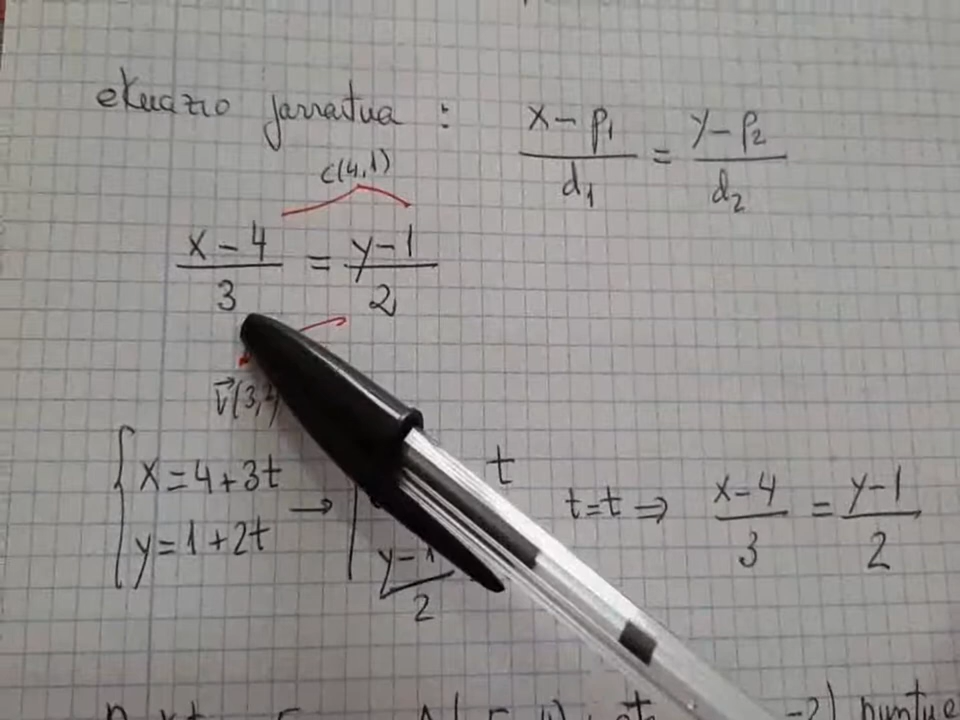 ekuazio jarraitua : x-p₁/d₁ = y-p₂/d₂
c(4,1)
x-4/3 = y-1/2
v⃗(3,
{ x=4+3t → t t=t ⇒ x-4/3 = y-1/2
y=1+2t y-1/2